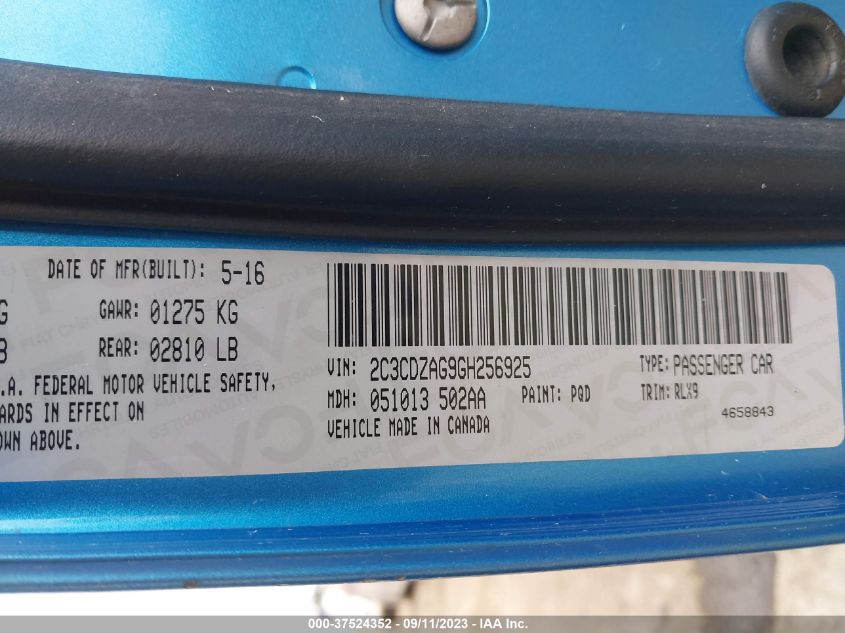 DATE OF MFR(BUILT): 5-16
G GAWR: 01275 KG
B REAR: 02810 LB
.A. FEDERAL MOTOR VEHICLE SAFETY,
ARDS IN EFFECT ON
OWN ABOVE.
VIN: 2C3CDZAG9GH256925 TYPE: PASSENGER CAR
MDH: 051013 502AA PAINT: PQD TRIM: RLX9
VEHICLE MADE IN CANADA 4658843
000-37524352 - 09/11/2023 - IAA Inc.